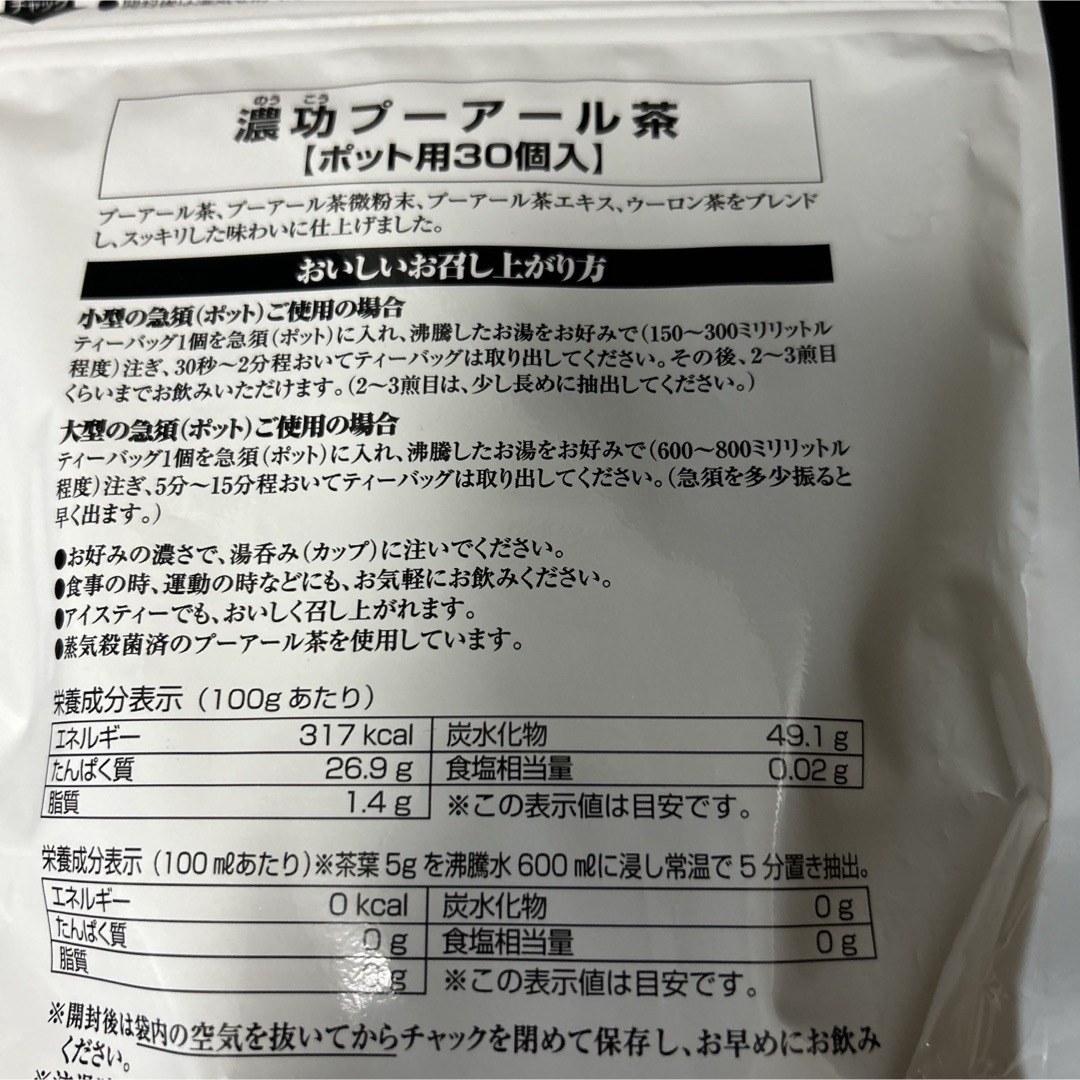 チャック
のう こう
濃功プーアール茶
【ポット用30個入】
プーアール茶、プーアール茶微粉末、プーアール茶エキス、ウーロン茶をブレンド
し、スッキリした味わいに仕上げました。
おいしいお召し上がり方
小型の急須(ポット)ご使用の場合
ティーバッグ1個を急須(ポット)に入れ、沸騰したお湯をお好みで(150〜300ミリリットル
程度)注ぎ、30秒〜2分程おいてティーバッグは取り出してください。その後、2〜3煎目
くらいまでお飲みいただけます。(2〜3煎目は、少し長めに抽出してください。)
大型の急須(ポット)ご使用の場合
ティーバッグ1個を急須(ポット)に入れ、沸騰したお湯をお好みで(600〜800ミリリットル
程度)注ぎ、5分〜15分程おいてティーバッグは取り出してください。(急須を多少振ると
早く出ます。)
●お好みの濃さで、湯呑み(カップ)に注いでください。
●食事の時、運動の時などにも、お気軽にお飲みください。
●アイスティーでも、おいしく召し上がれます。
●蒸気殺菌済のプーアール茶を使用しています。
栄養成分表示(100gあたり)
エネルギー 317 kcal 炭水化物 49.1 g
たんぱく質 26.9 g 食塩相当量 0.02 g
脂質 1.4 g ※この表示値は目安です。
栄養成分表示(100㎖あたり)※茶葉5gを沸騰水600㎖に浸し常温で5分置き抽出。
エネルギー 0 kcal 炭水化物 0 g
たんぱく質 0 g 食塩相当量 0 g
脂質 g ※この表示値は目安です。
※開封後は袋内の空気を抜いてからチャックを閉めて保存し、お早めにお飲み
ください。